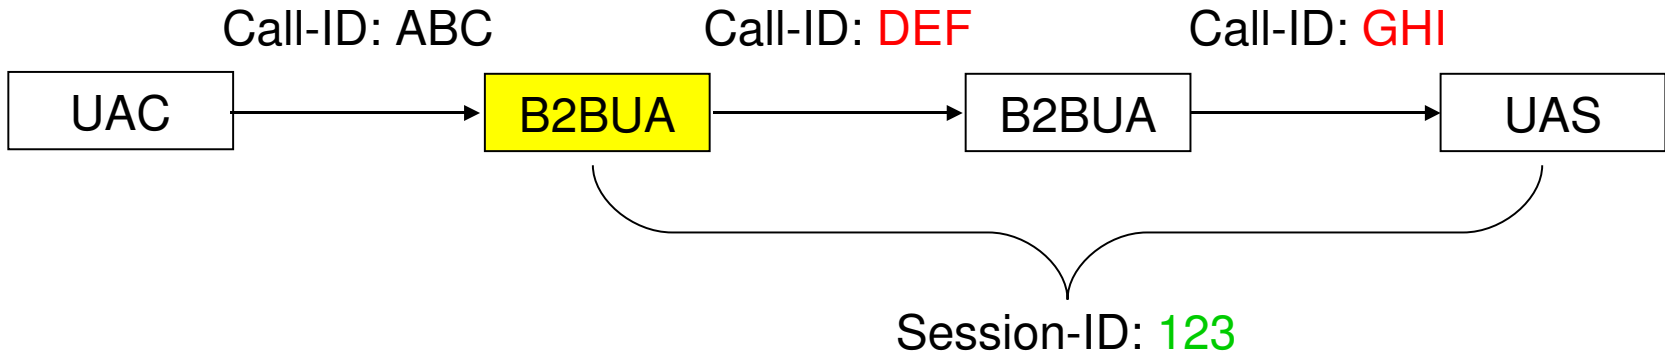 Call-ID: ABC Call-ID: DEF Call-ID: GHI
UAC B2BUA B2BUA UAS
Session-ID: 123